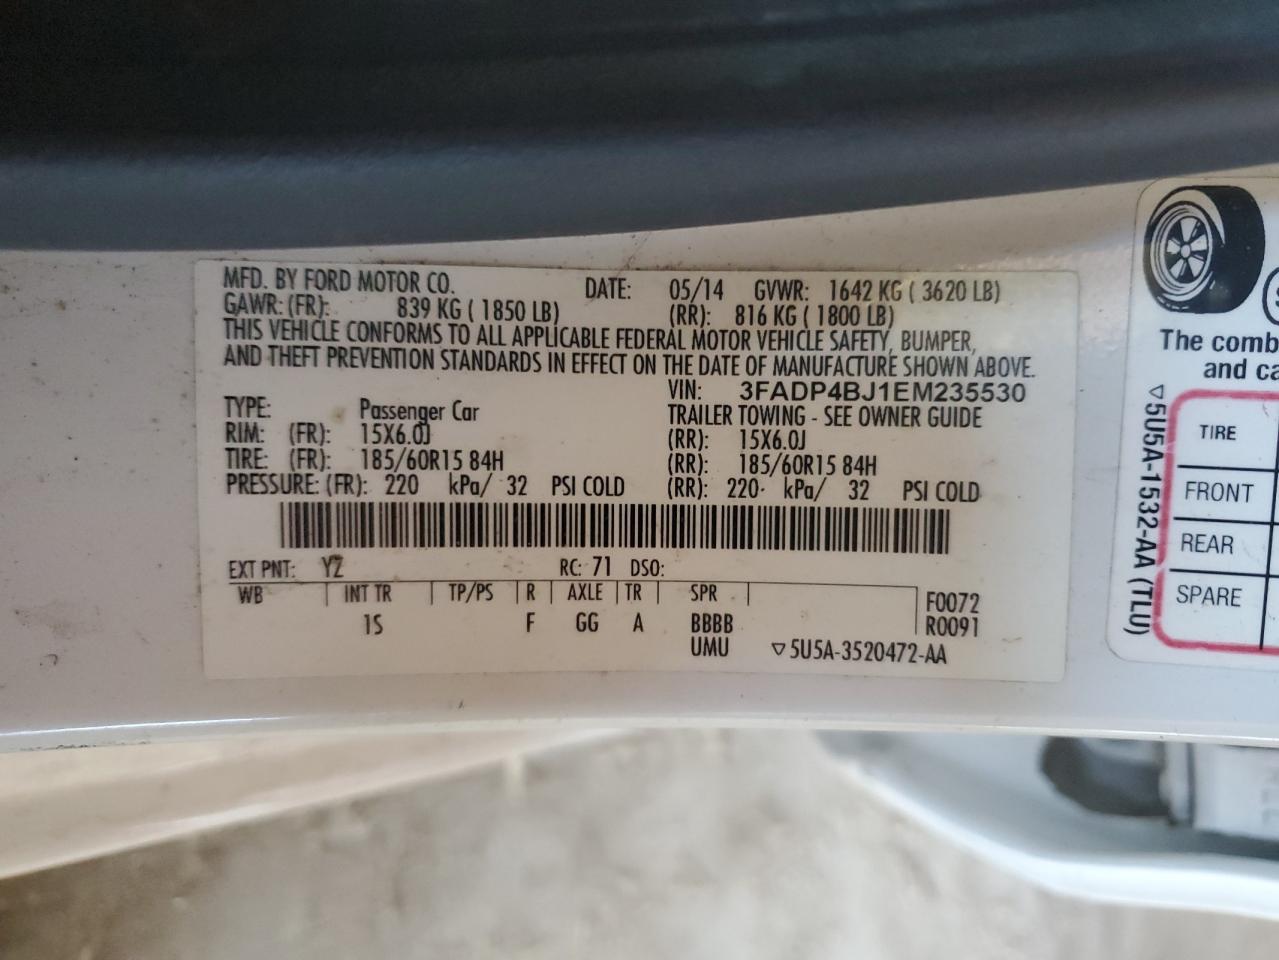 MFD. BY FORD MOTOR CO. DATE: 05/14 GVWR: 1642 KG ( 3620 LB)
GAWR: (FR): 839 KG ( 1850 LB) (RR): 816 KG ( 1800 LB)
THIS VEHICLE CONFORMS TO ALL APPLICABLE FEDERAL MOTOR VEHICLE SAFETY, BUMPER,
AND THEFT PREVENTION STANDARDS IN EFFECT ON THE DATE OF MANUFACTURE SHOWN ABOVE.
VIN: 3FADP4BJ1EM235530
TYPE: Passenger Car TRAILER TOWING - SEE OWNER GUIDE
RIM: (FR): 15X6.0J (RR): 15X6.0J
TIRE: (FR): 185/60R15 84H (RR): 185/60R15 84H
PRESSURE: (FR): 220 kPa/ 32 PSI COLD (RR): 220 kPa/ 32 PSI COLD
EXT PNT: YZ RC: 71 DSO:
WB INT TR TP/PS R AXLE TR SPR F0072
1S F GG A BBBB R0091
UMU ▽5U5A-3520472-AA
The comb
and ca
▽5U5A-1532-AA (TLU)
TIRE
FRONT
REAR
SPARE